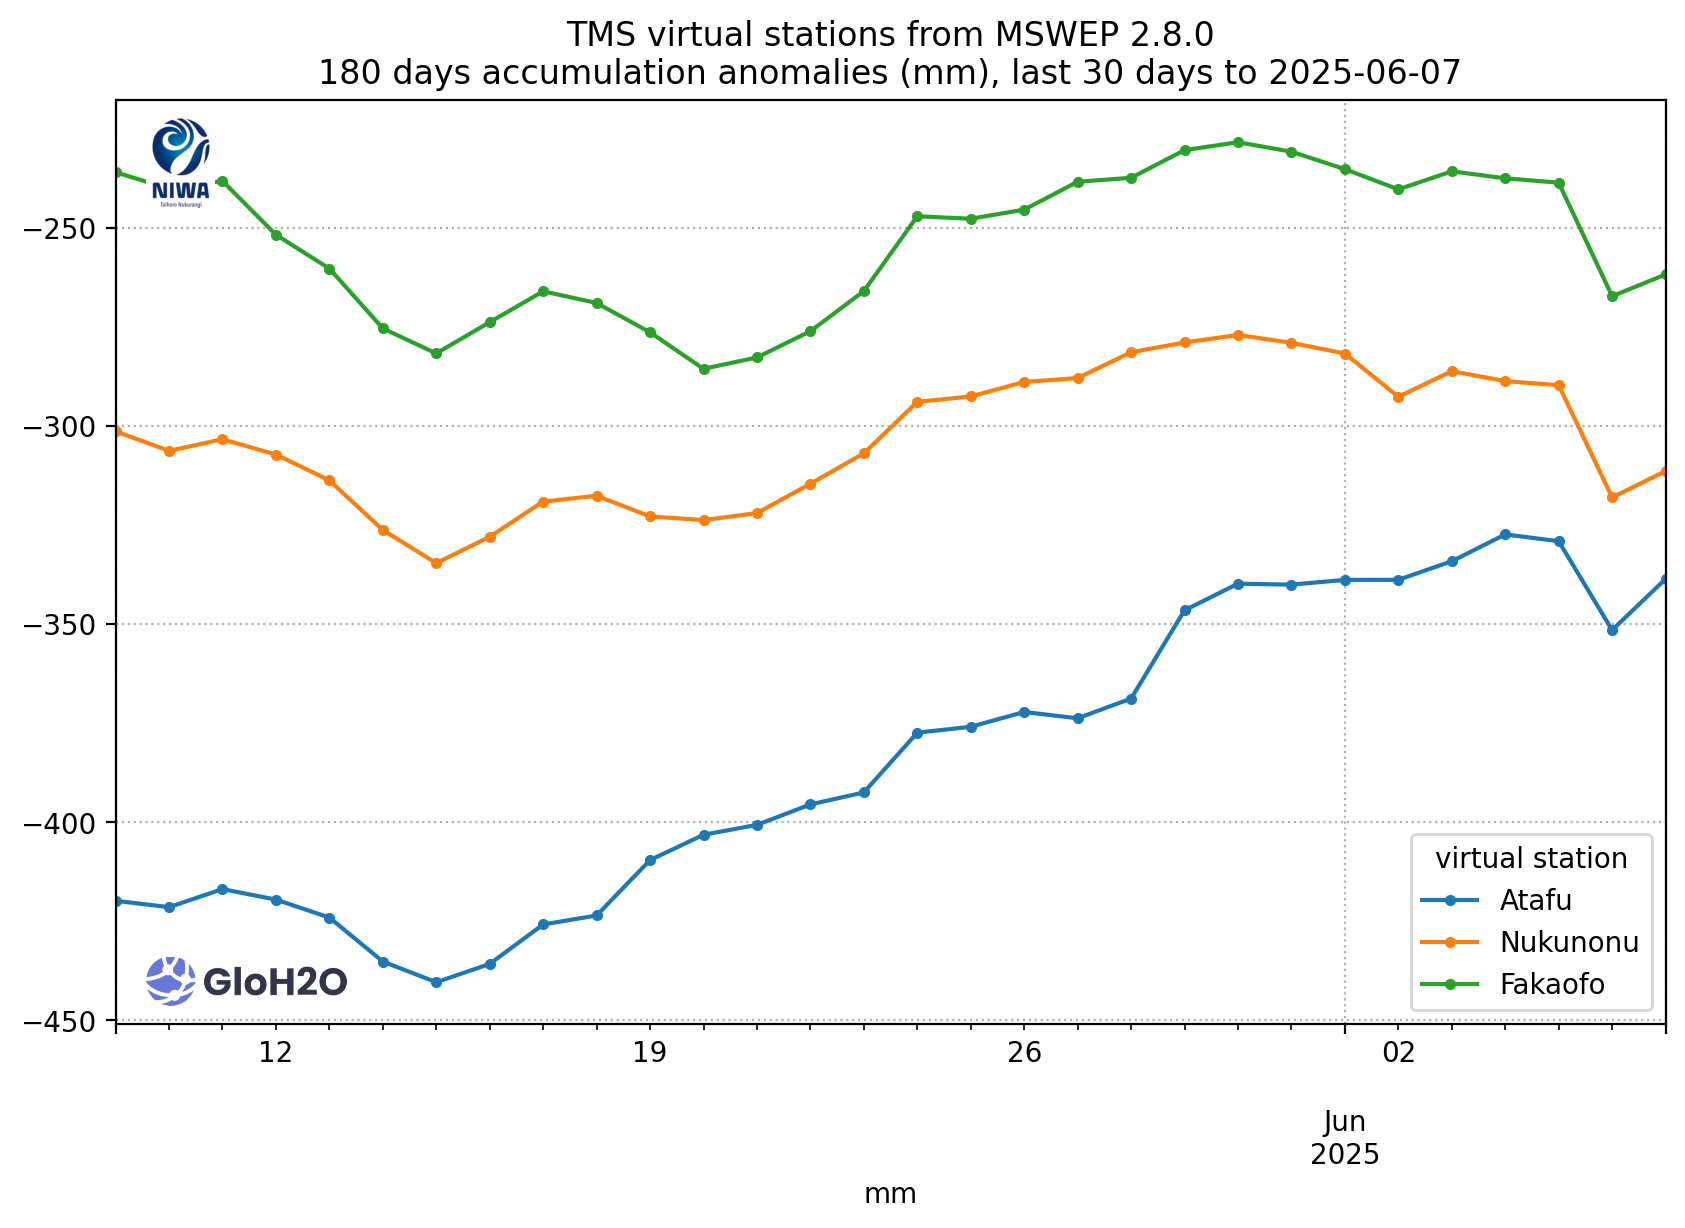 TMS virtual stations from MSWEP 2.8.0
180 days accumulation anomalies (mm), last 30 days to 2025-06-07
NIWA
Taihoro Nukurangi
−250
−300
−350
−400
−450
virtual station
Atafu
Nukunonu
Fakaofo
GloH2O
12
19
26
02
Jun
2025
mm